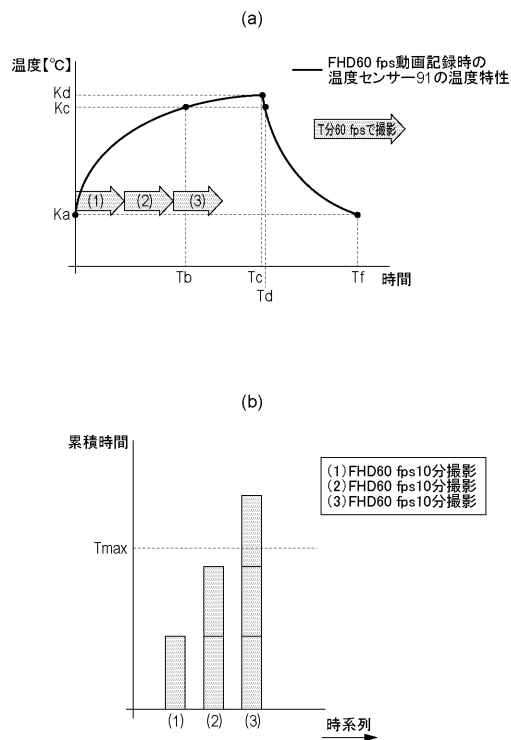 (a)
温度【℃】
FHD60 fps動画記録時の
温度センサー91の温度特性
Kd
Kc
T分60 fpsで撮影
Ka
(1)
(2)
(3)
Tb
Tc
Td
Tf
時間
(b)
累積時間
(1)FHD60 fps10分撮影
(2)FHD60 fps10分撮影
(3)FHD60 fps10分撮影
Tmax
(1)
(2)
(3)
時系列